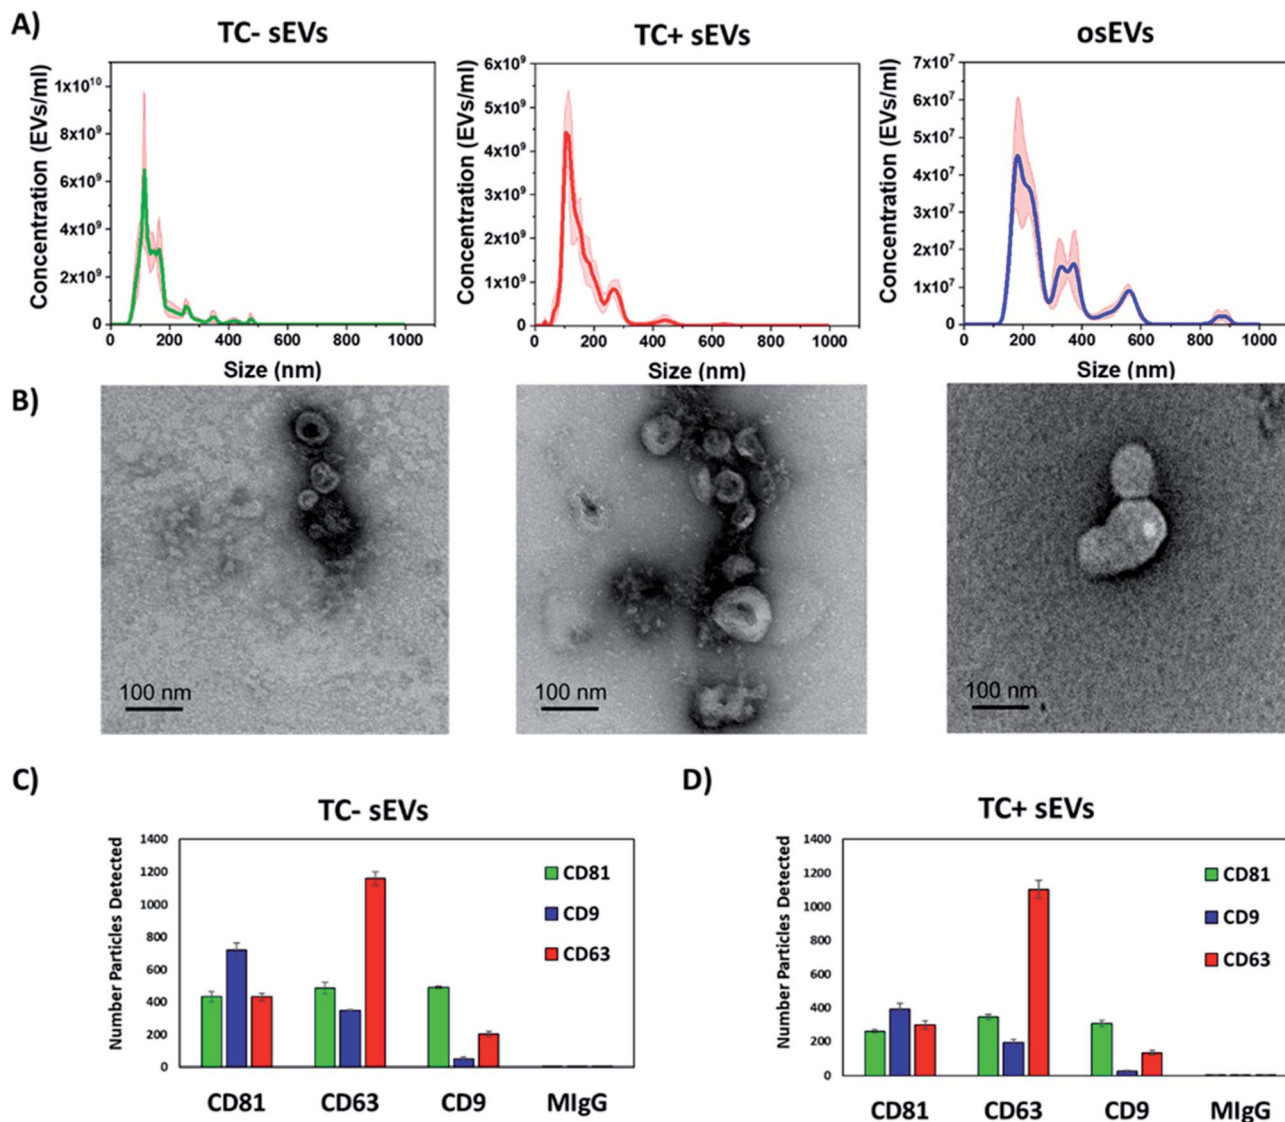 A)
TC- sEVs
TC+ sEVs
osEVs
Concentration (EVs/ml)
1x10¹⁰
8x10⁹
6x10⁹
4x10⁹
2x10⁹
0
0 200 400 600 800 1000
Size (nm)
Concentration (EVs/ml)
6x10⁹
5x10⁹
4x10⁹
3x10⁹
2x10⁹
1x10⁹
0
0 200 400 600 800 1000
Size (nm)
Concentration (EVs/ml)
7x10⁷
6x10⁷
5x10⁷
4x10⁷
3x10⁷
2x10⁷
1x10⁷
0
0 200 400 600 800 1000
Size (nm)
B)
100 nm
100 nm
100 nm
C)
TC- sEVs
Number Particles Detected
1400
1200
1000
800
600
400
200
0
CD81
CD9
CD63
CD81 CD63 CD9 MIgG
D)
TC+ sEVs
Number Particles Detected
1400
1200
1000
800
600
400
200
0
CD81
CD9
CD63
CD81 CD63 CD9 MIgG